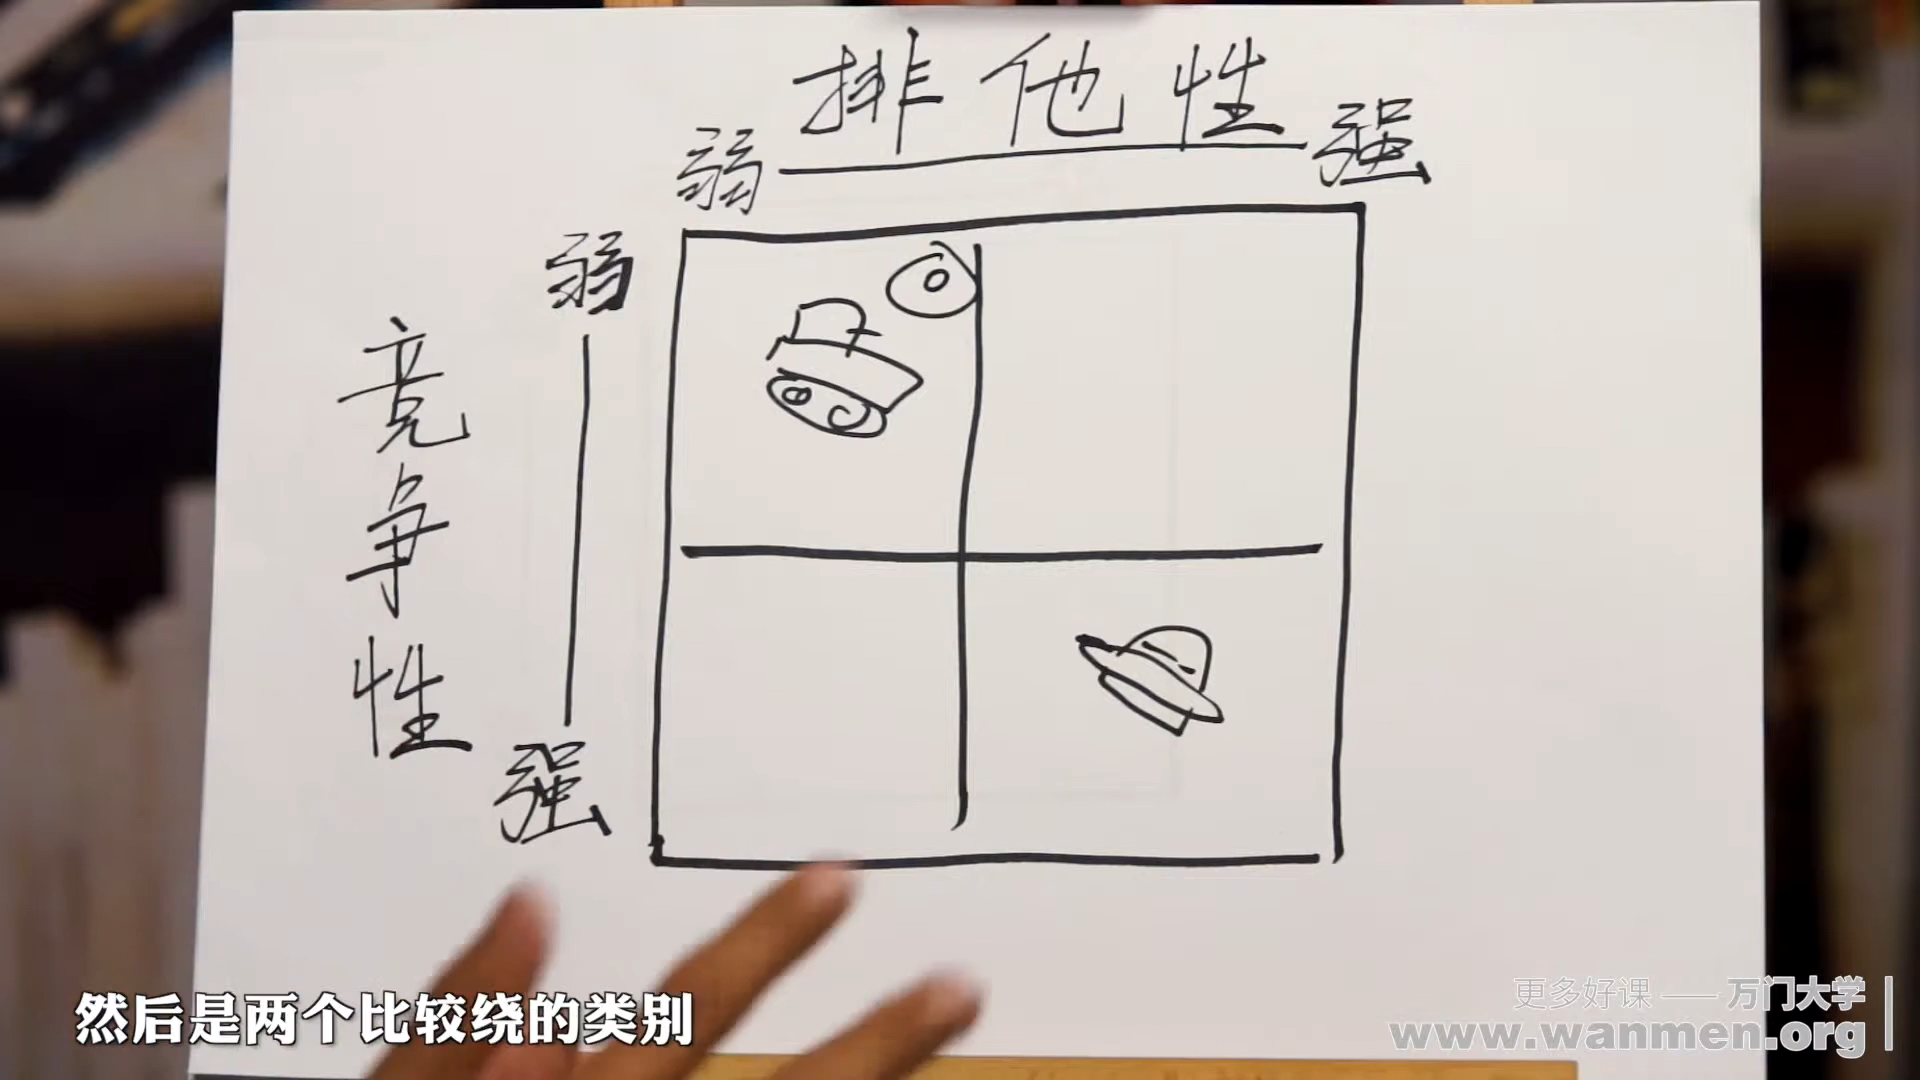 排他性
弱
强
弱
竞争性
强
然后是两个比较绕的类别
更多好课 —— 万门大学
www.wanmen.org